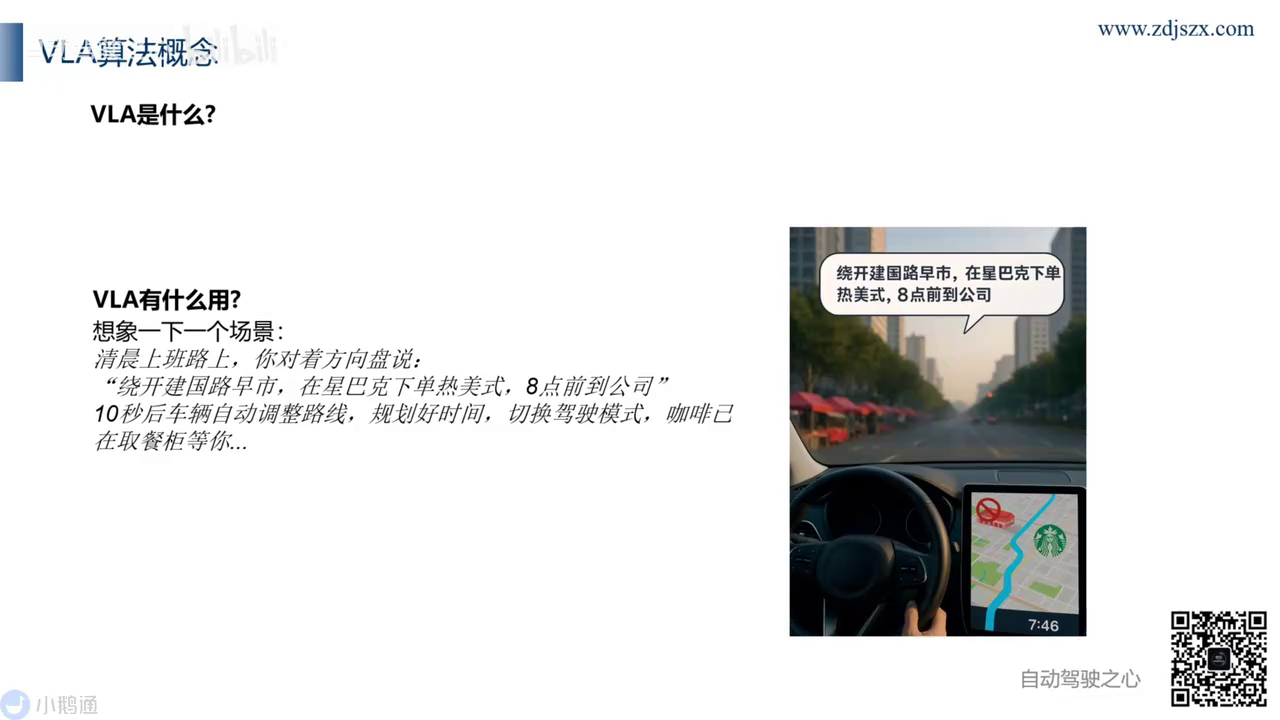 www.zdjszx.com
VLA算法概念
bilibili
VLA是什么?
VLA有什么用?
想象一下一个场景：
清晨上班路上，你对着方向盘说：
“绕开建国路早市，在星巴克下单热美式，8点前到公司”
10秒后车辆自动调整路线，规划好时间，切换驾驶模式，咖啡已
在取餐柜等你...
绕开建国路早市，在星巴克下单
热美式，8点前到公司
7:46
自动驾驶之心
小鹅通